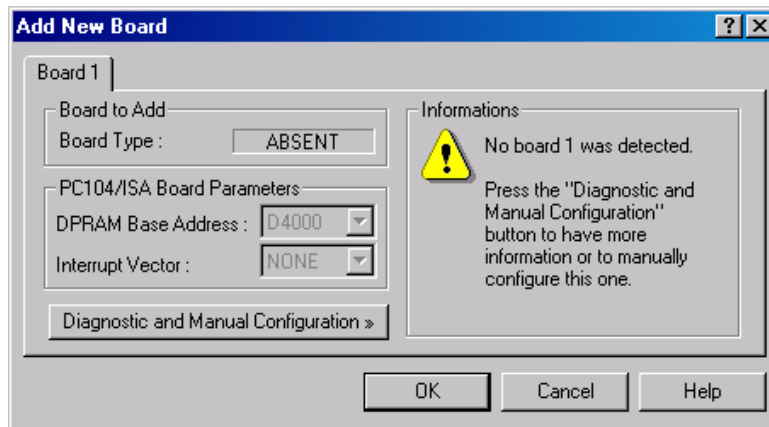 Add New Board
Board 1
Board to Add
Board Type : ABSENT
PC104/ISA Board Parameters
DPRAM Base Address : D4000
Interrupt Vector : NONE
Diagnostic and Manual Configuration »
Informations
No board 1 was detected.
Press the "Diagnostic and
Manual Configuration"
button to have more
information or to manually
configure this one.
OK Cancel Help